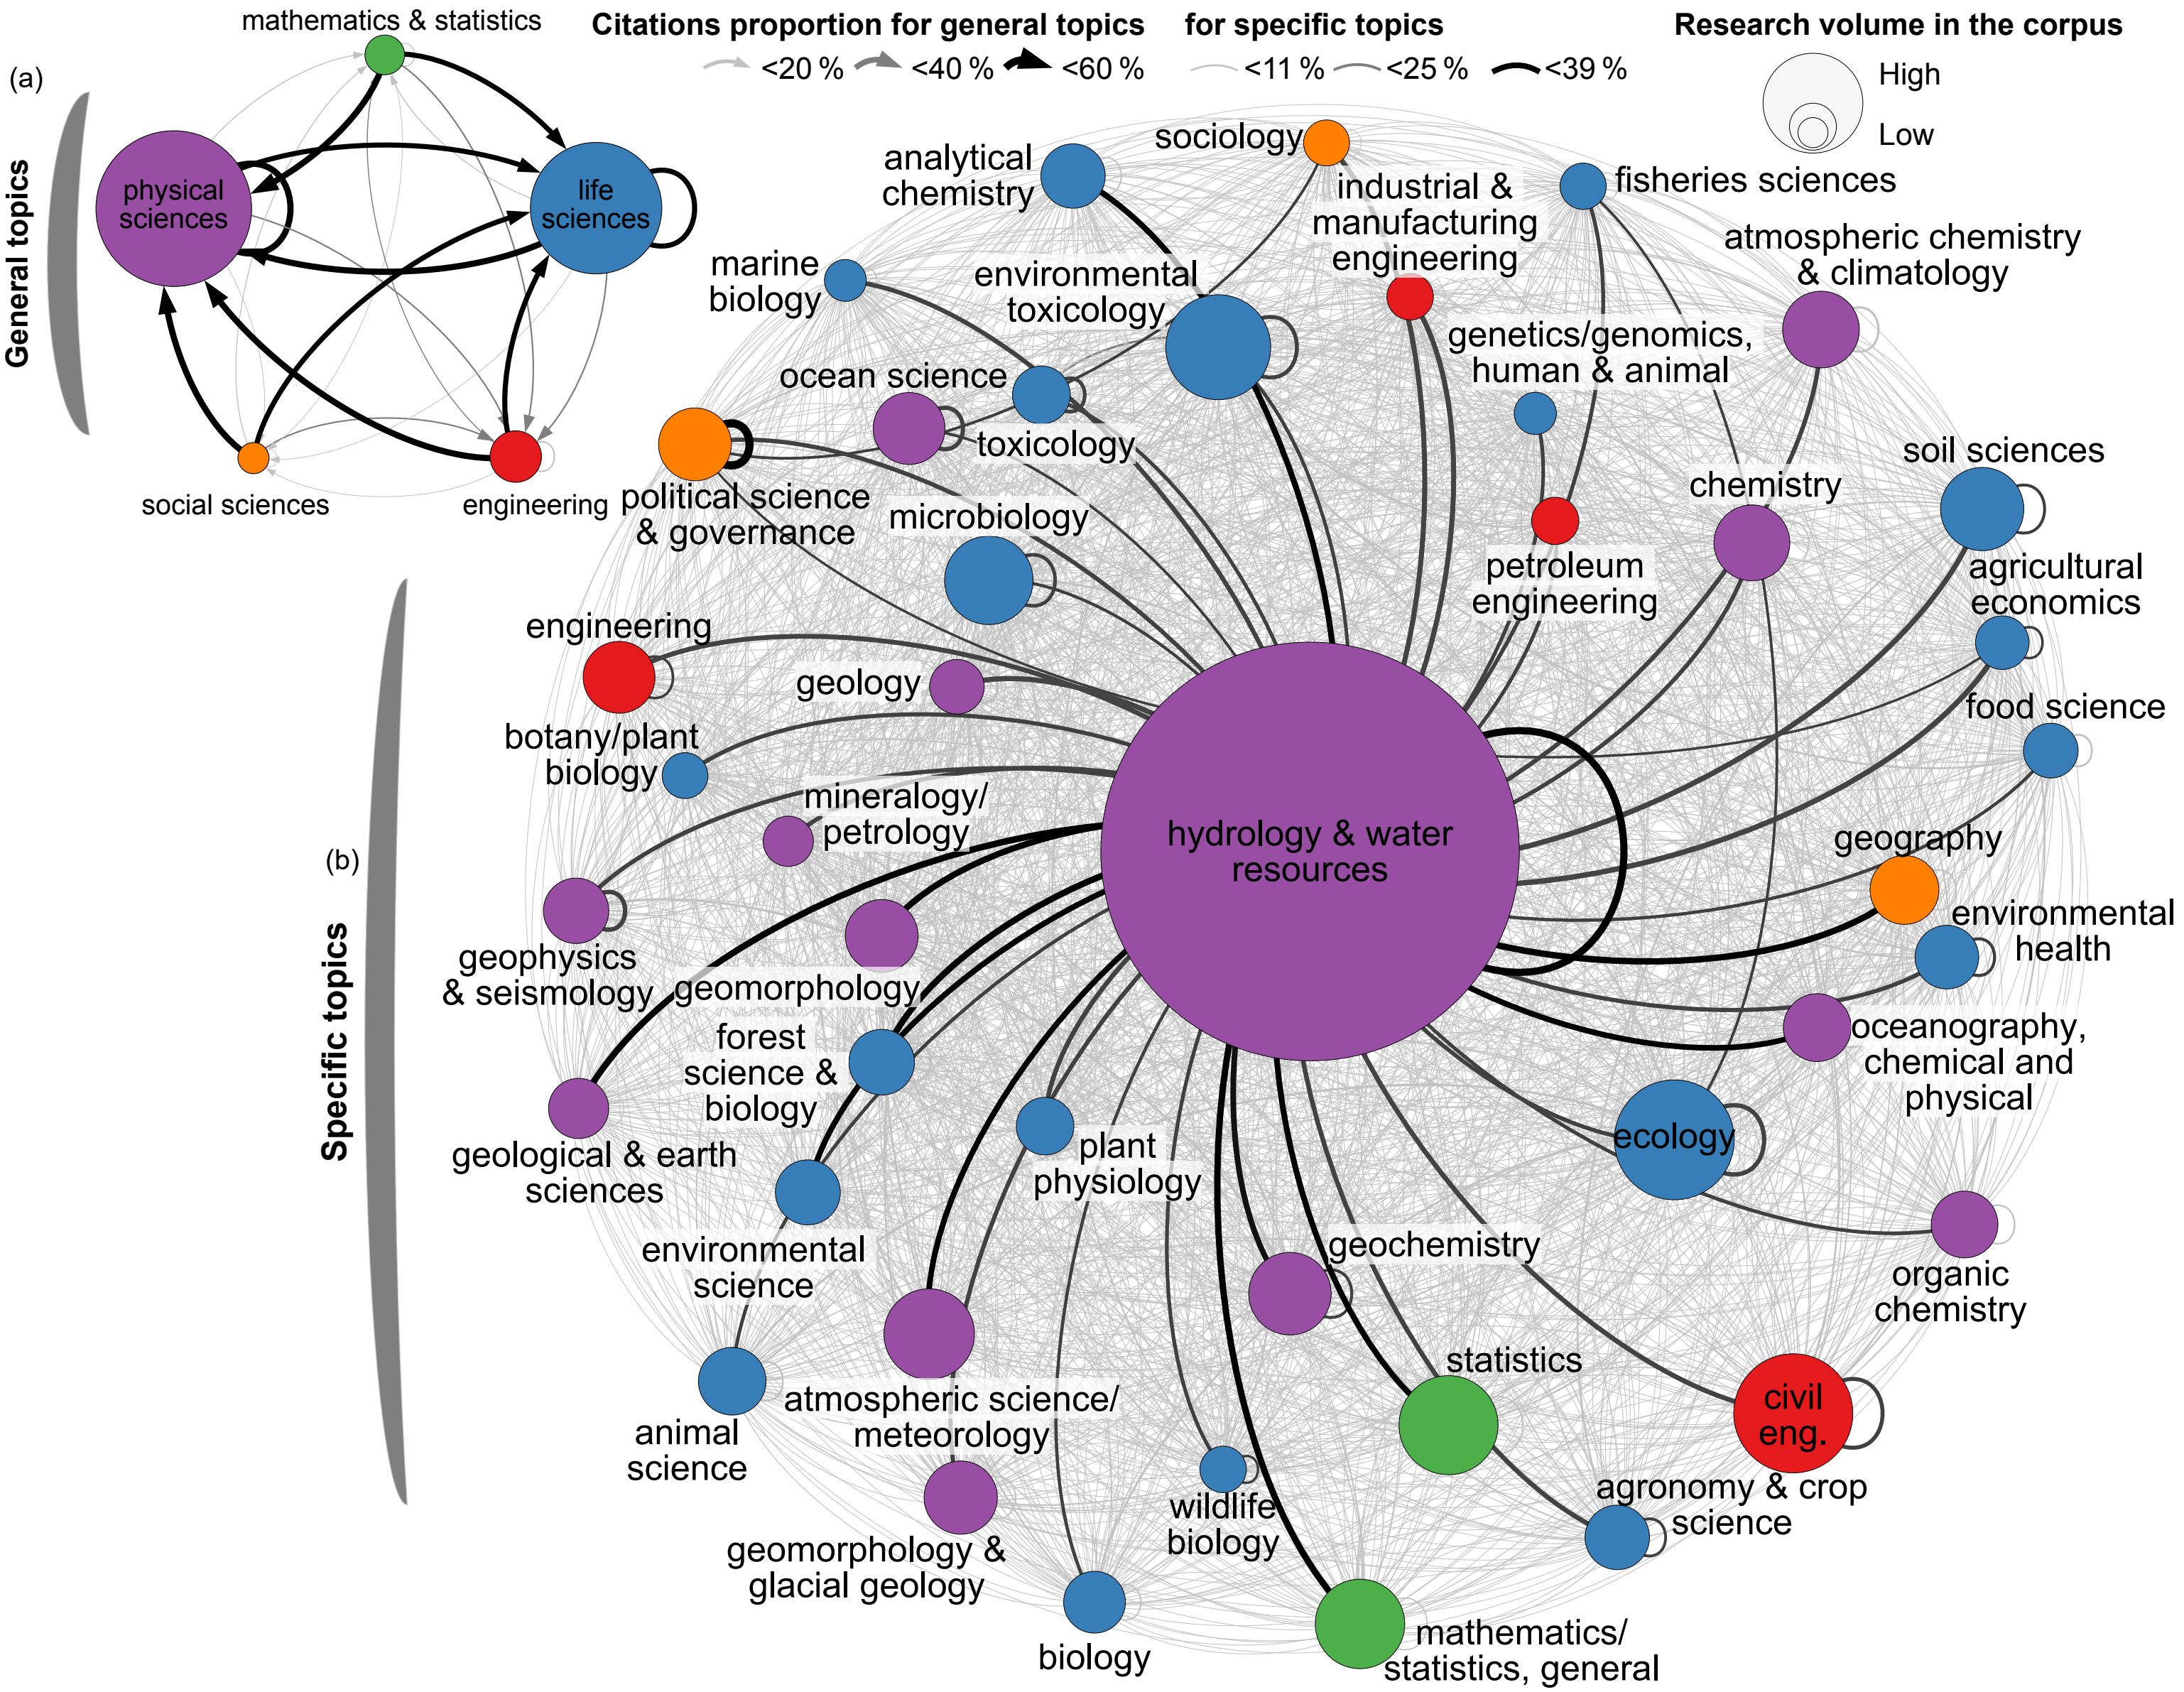 mathematics & statistics
Citations proportion for general topics
for specific topics
Research volume in the corpus
<20 %
<40 %
<60 %
<11 %
<25 %
<39 %
High
Low
(a)
General topics
physical
sciences
life
sciences
social sciences
engineering
sociology
analytical
chemistry
industrial &
manufacturing
engineering
fisheries sciences
atmospheric chemistry
& climatology
marine
biology
environmental
toxicology
genetics/genomics,
human & animal
ocean science
toxicology
soil sciences
chemistry
political science
& governance
microbiology
petroleum
engineering
agricultural
economics
engineering
geology
food science
botany/plant
biology
mineralogy/
petrology
hydrology & water
resources
geography
(b)
Specific topics
environmental
health
geophysics
& seismology
geomorphology
forest
science &
biology
oceanography,
chemical and
physical
ecology
geological & earth
sciences
plant
physiology
environmental
science
geochemistry
organic
chemistry
statistics
civil
eng.
atmospheric science/
meteorology
animal
science
agronomy & crop
science
wildlife
biology
geomorphology &
glacial geology
biology
mathematics/
statistics, general